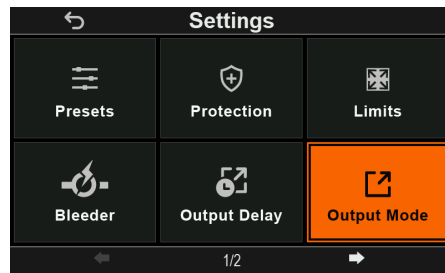 Settings
Presets
Protection
Limits
Bleeder
Output Delay
Output Mode
1/2